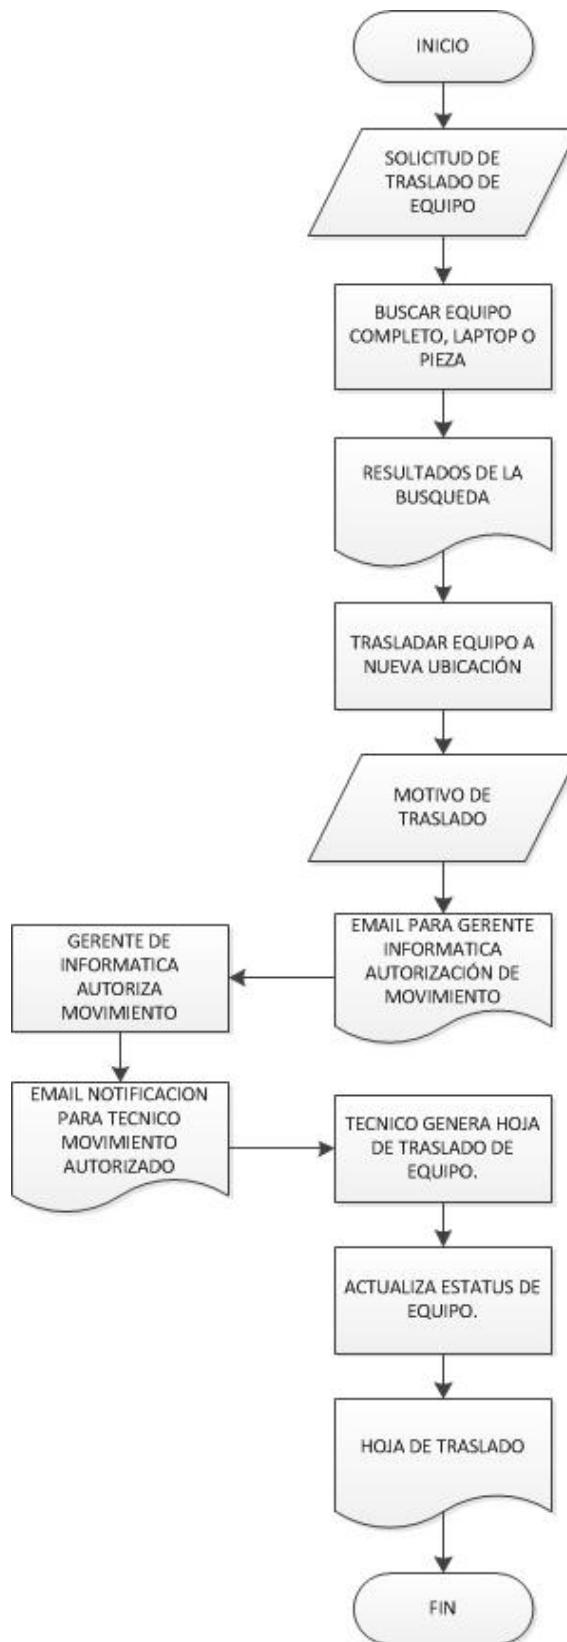 INICIO
SOLICITUD DE
TRASLADO DE
EQUIPO
BUSCAR EQUIPO
COMPLETO, LAPTOP O
PIEZA
RESULTADOS DE LA
BUSQUEDA
TRASLADAR EQUIPO A
NUEVA UBICACIÓN
MOTIVO DE
TRASLADO
EMAIL PARA GERENTE
INFORMATICA
AUTORIZACIÓN DE
MOVIMIENTO
GERENTE DE
INFORMATICA
AUTORIZA
MOVIMIENTO
EMAIL NOTIFICACION
PARA TECNICO
MOVIMIENTO
AUTORIZADO
TECNICO GENERA HOJA
DE TRASLADO DE
EQUIPO.
ACTUALIZA ESTATUS DE
EQUIPO.
HOJA DE TRASLADO
FIN